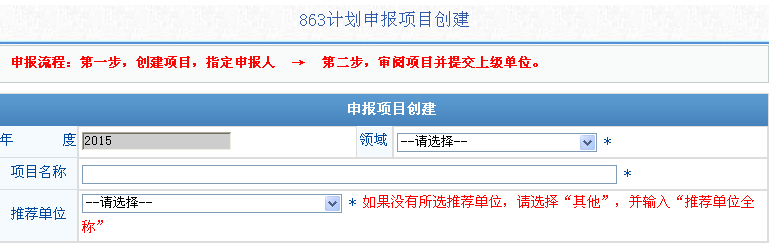 863计划申报项目创建
申报流程：第一步，创建项目，指定申报人 → 第二步，审阅项目并提交上级单位。
申报项目创建
年 度 2015 领域 --请选择-- *
项目名称 *
推荐单位 --请选择-- * 如果没有所选推荐单位，请选择“其他”，并输入“推荐单位全
称”